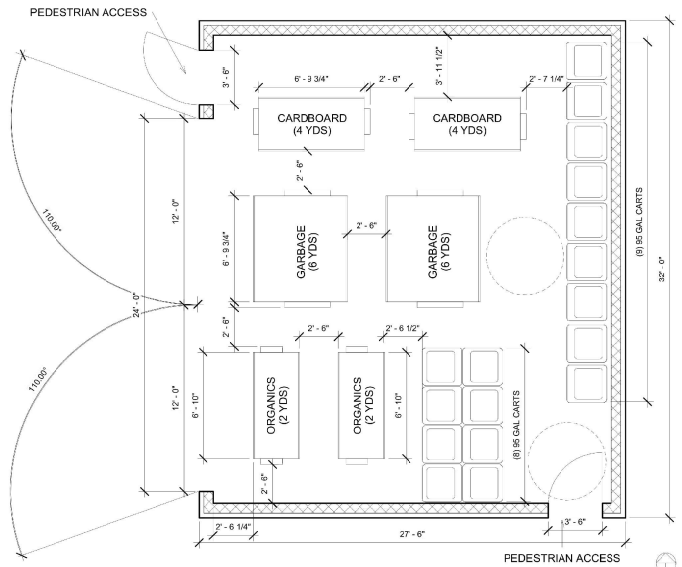 PEDESTRIAN ACCESS
3' - 6"
3' - 11 1/2"
6' - 9 3/4"
2' - 6"
2' - 7 1/4"
CARDBOARD
(4 YDS)
CARDBOARD
(4 YDS)
2' - 6"
110.00°
12' - 0"
6' - 9 3/4"
GARBAGE
(6 YDS)
2' - 6"
GARBAGE
(6 YDS)
(9) 95 GAL CARTS
32' - 0"
24' - 0"
2' - 6"
2' - 6"
2' - 6 1/2"
110.00°
12' - 0"
6' - 10"
ORGANICS
(2 YDS)
ORGANICS
(2 YDS)
6' - 10"
(8) 95 GAL CARTS
2' - 6"
2' - 6 1/4"
27' - 6"
3' - 6"
PEDESTRIAN ACCESS